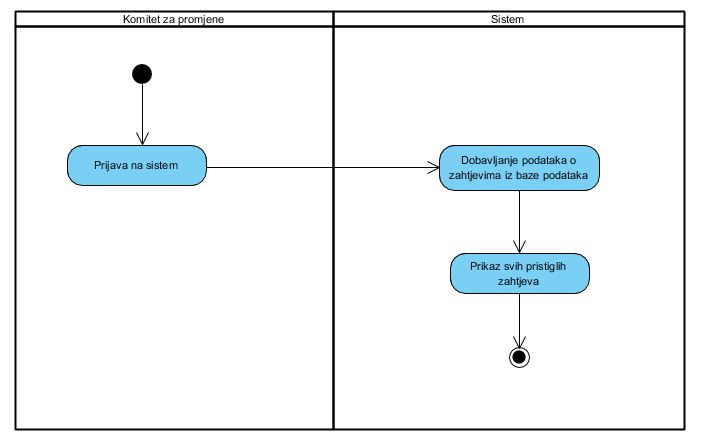 Komitet za promjene
Sistem
Prijava na sistem
Dobavljanje podataka o
zahtjevima iz baze podataka
Prikaz svih pristiglih
zahtjeva